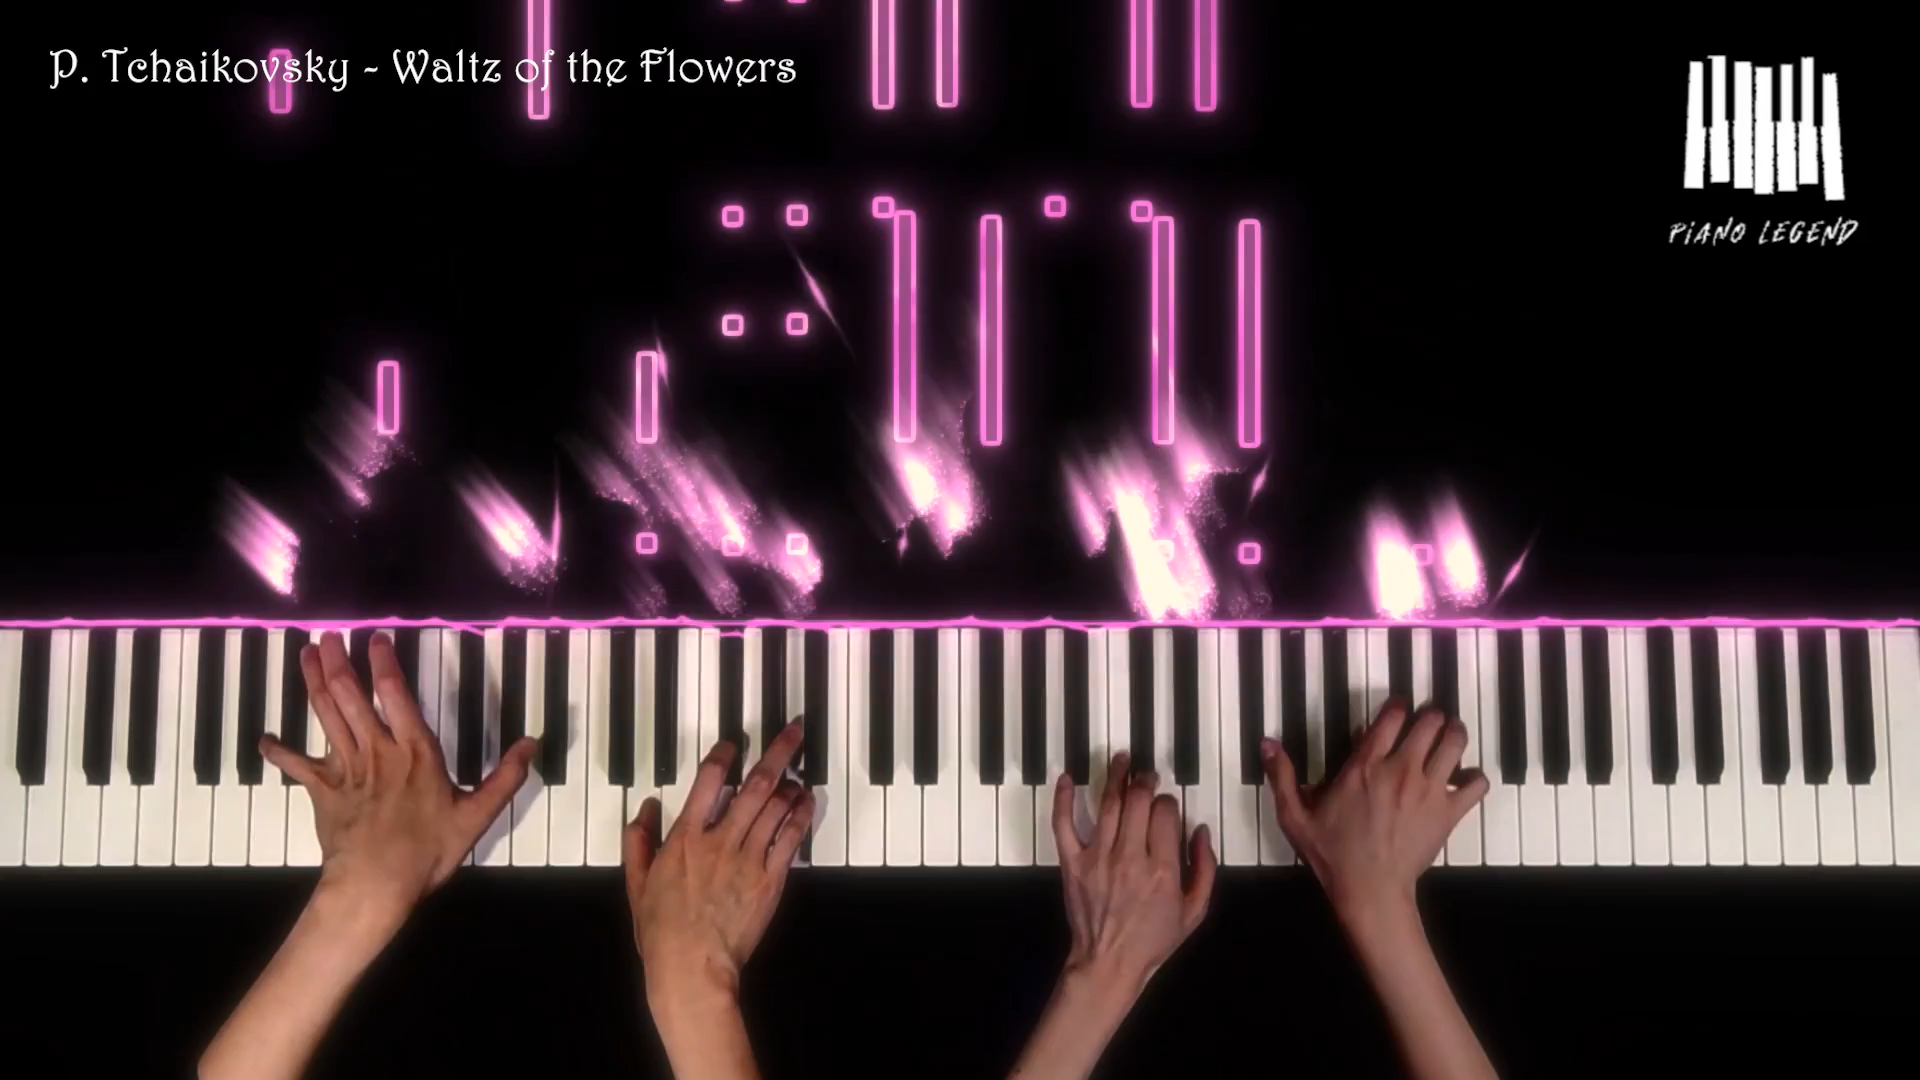 P. Tchaikovsky - Waltz of the Flowers
PIANO LEGEND